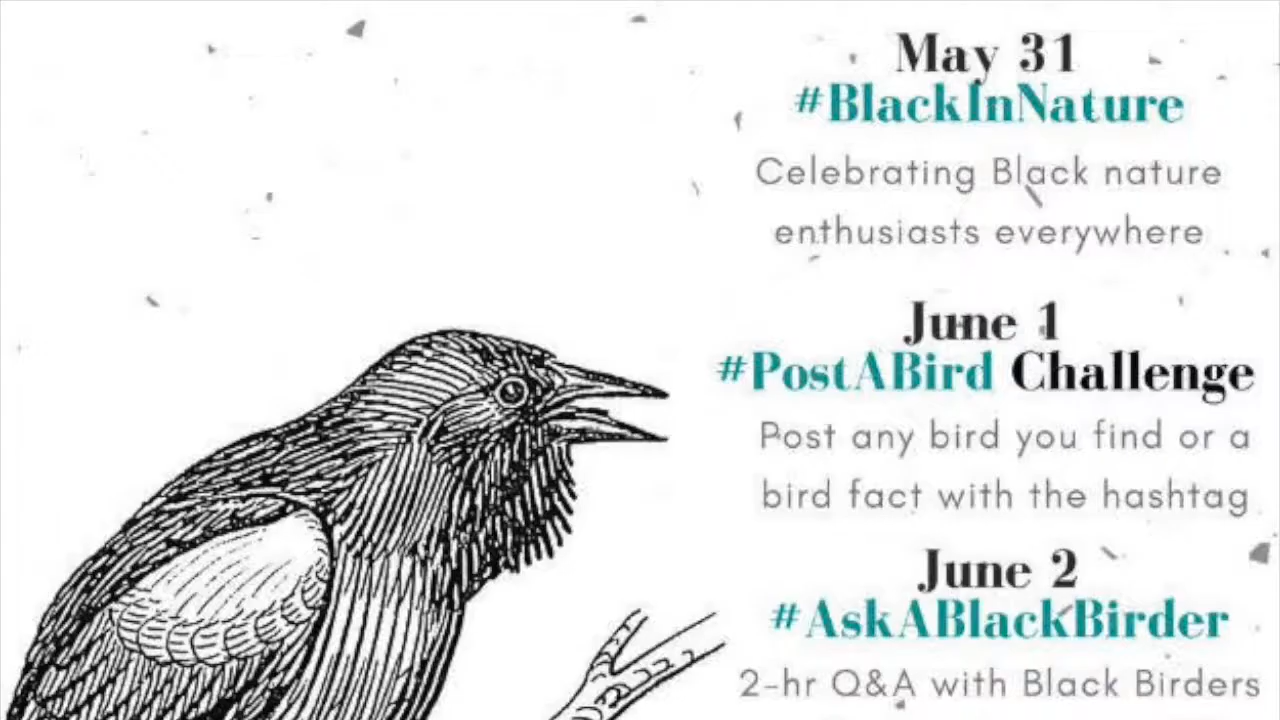 May 31
#BlackInNature
Celebrating Black nature
enthusiasts everywhere
June 1
#PostABird Challenge
Post any bird you find or a
bird fact with the hashtag
June 2
#AskABlackBirder
2-hr Q&A with Black Birders